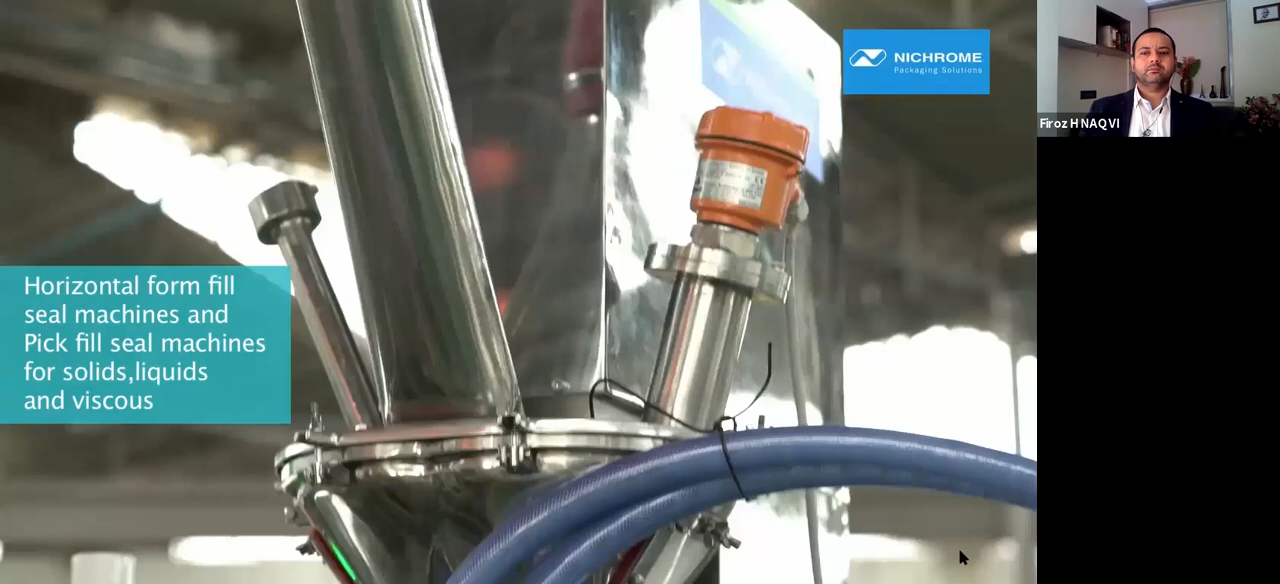 NICHROME
Packaging Solutions
Firoz H NAQVI
Horizontal form fill
seal machines and
Pick fill seal machines
for solids,liquids
and viscous